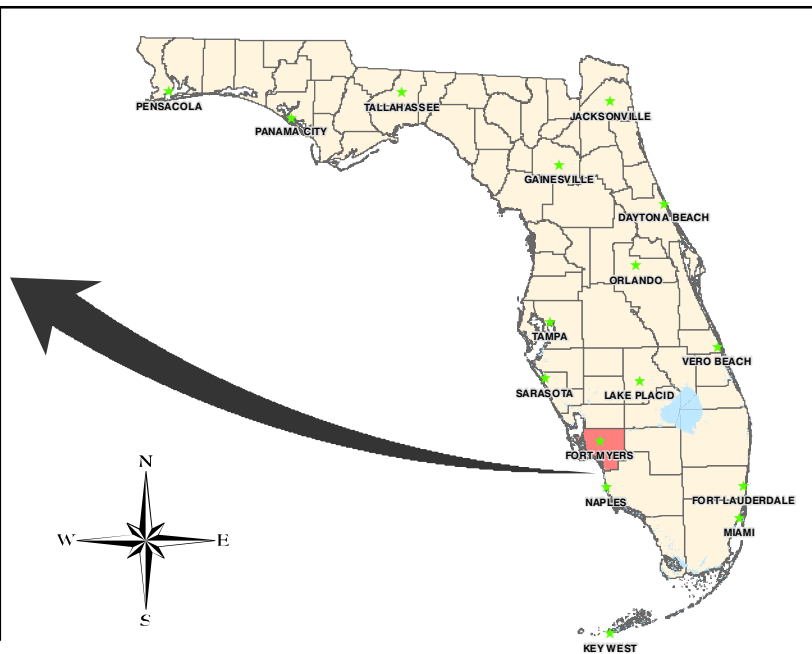 PENSACOLA
TALLAHASSEE
PANAMA CITY
JACKSONVILLE
GAINESVILLE
DAYTONA BEACH
ORLANDO
TAMPA
VERO BEACH
SARASOTA
LAKE PLACID
FORT MYERS
NAPLES
FORT LAUDERDALE
MIAMI
KEY WEST
N
W
E
S